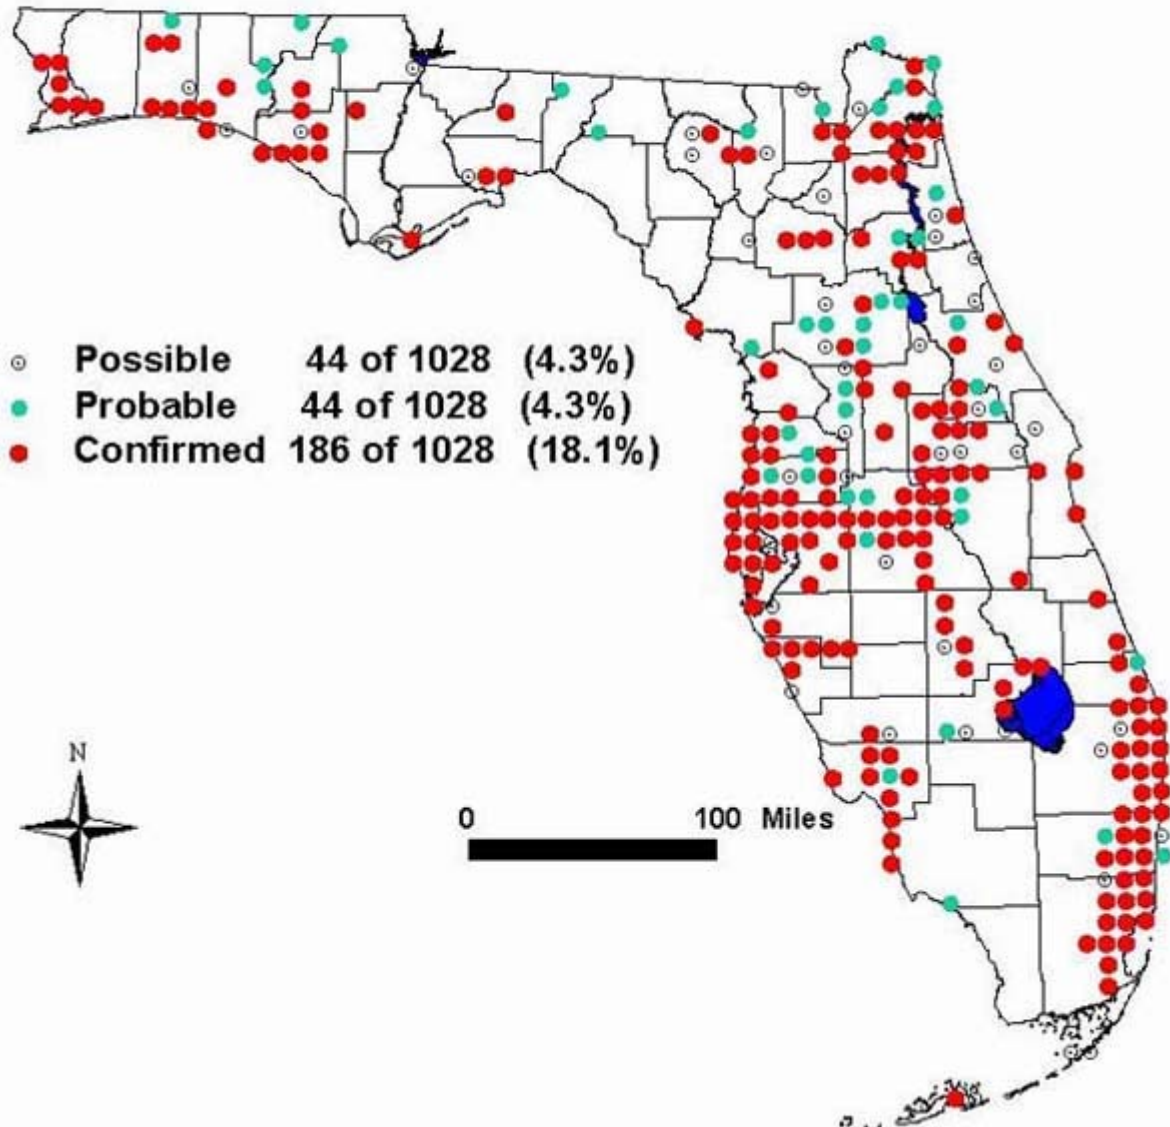 Possible 44 of 1028 (4.3%)
Probable 44 of 1028 (4.3%)
Confirmed 186 of 1028 (18.1%)
N
0 100 Miles